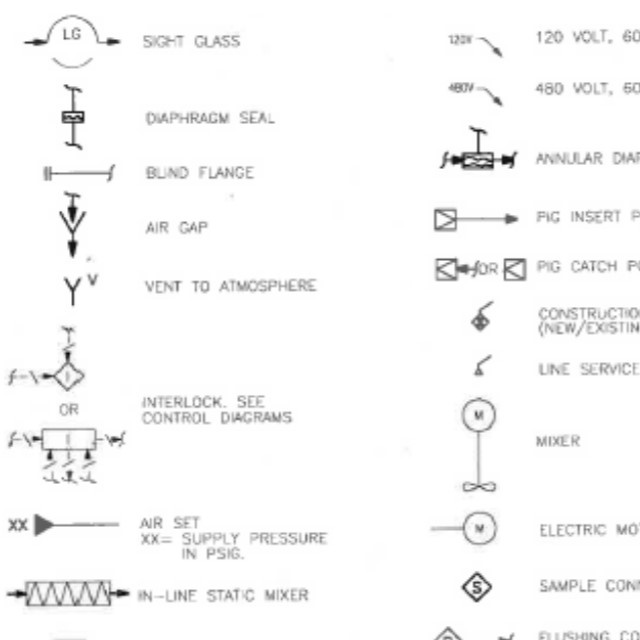 LG
SIGHT GLASS
DIAPHRAGM SEAL
BLIND FLANGE
AIR GAP
V
VENT TO ATMOSPHERE
I
OR
I
INTERLOCK. SEE
CONTROL DIAGRAMS
XX
AIR SET
XX= SUPPLY PRESSURE
IN PSIG.
IN-LINE STATIC MIXER
120V
120 VOLT, 60
480V
480 VOLT, 60
ANNULAR DIAP
PIG INSERT P
OR
PIG CATCH PO
CONSTRUCTIO
(NEW/EXISTIN
LINE SERVICE
M
MIXER
M
ELECTRIC MOT
S
SAMPLE CONN
FLUSHING CO